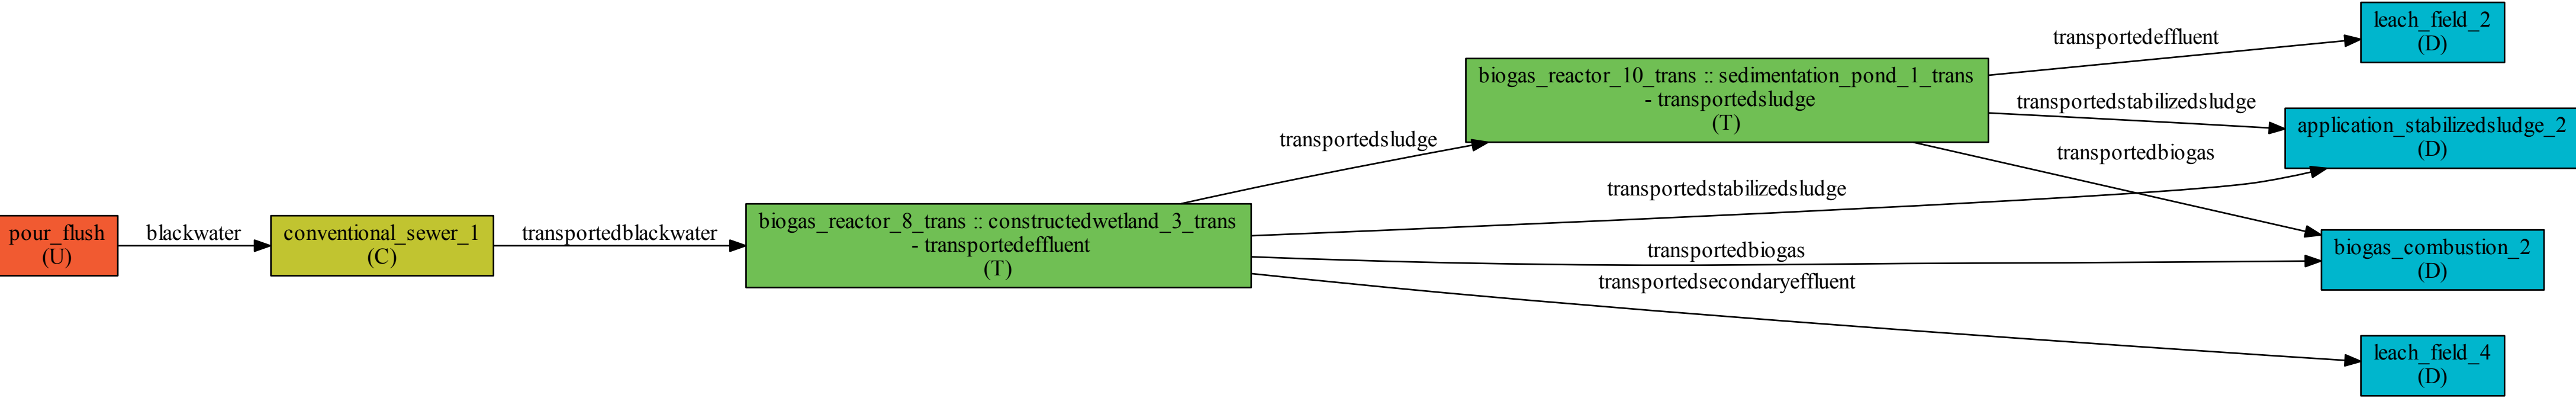 pour_flush
(U)
blackwater
conventional_sewer_1
(C)
transportedblackwater
biogas_reactor_8_trans :: constructedwetland_3_trans
- transportedeffluent
(T)
transportedsludge
biogas_reactor_10_trans :: sedimentation_pond_1_trans
- transportedsludge
(T)
transportedstabilizedsludge
transportedbiogas
transportedsecondaryeffluent
transportedeffluent
transportedstabilizedsludge
transportedbiogas
leach_field_2
(D)
application_stabilizedsludge_2
(D)
biogas_combustion_2
(D)
leach_field_4
(D)